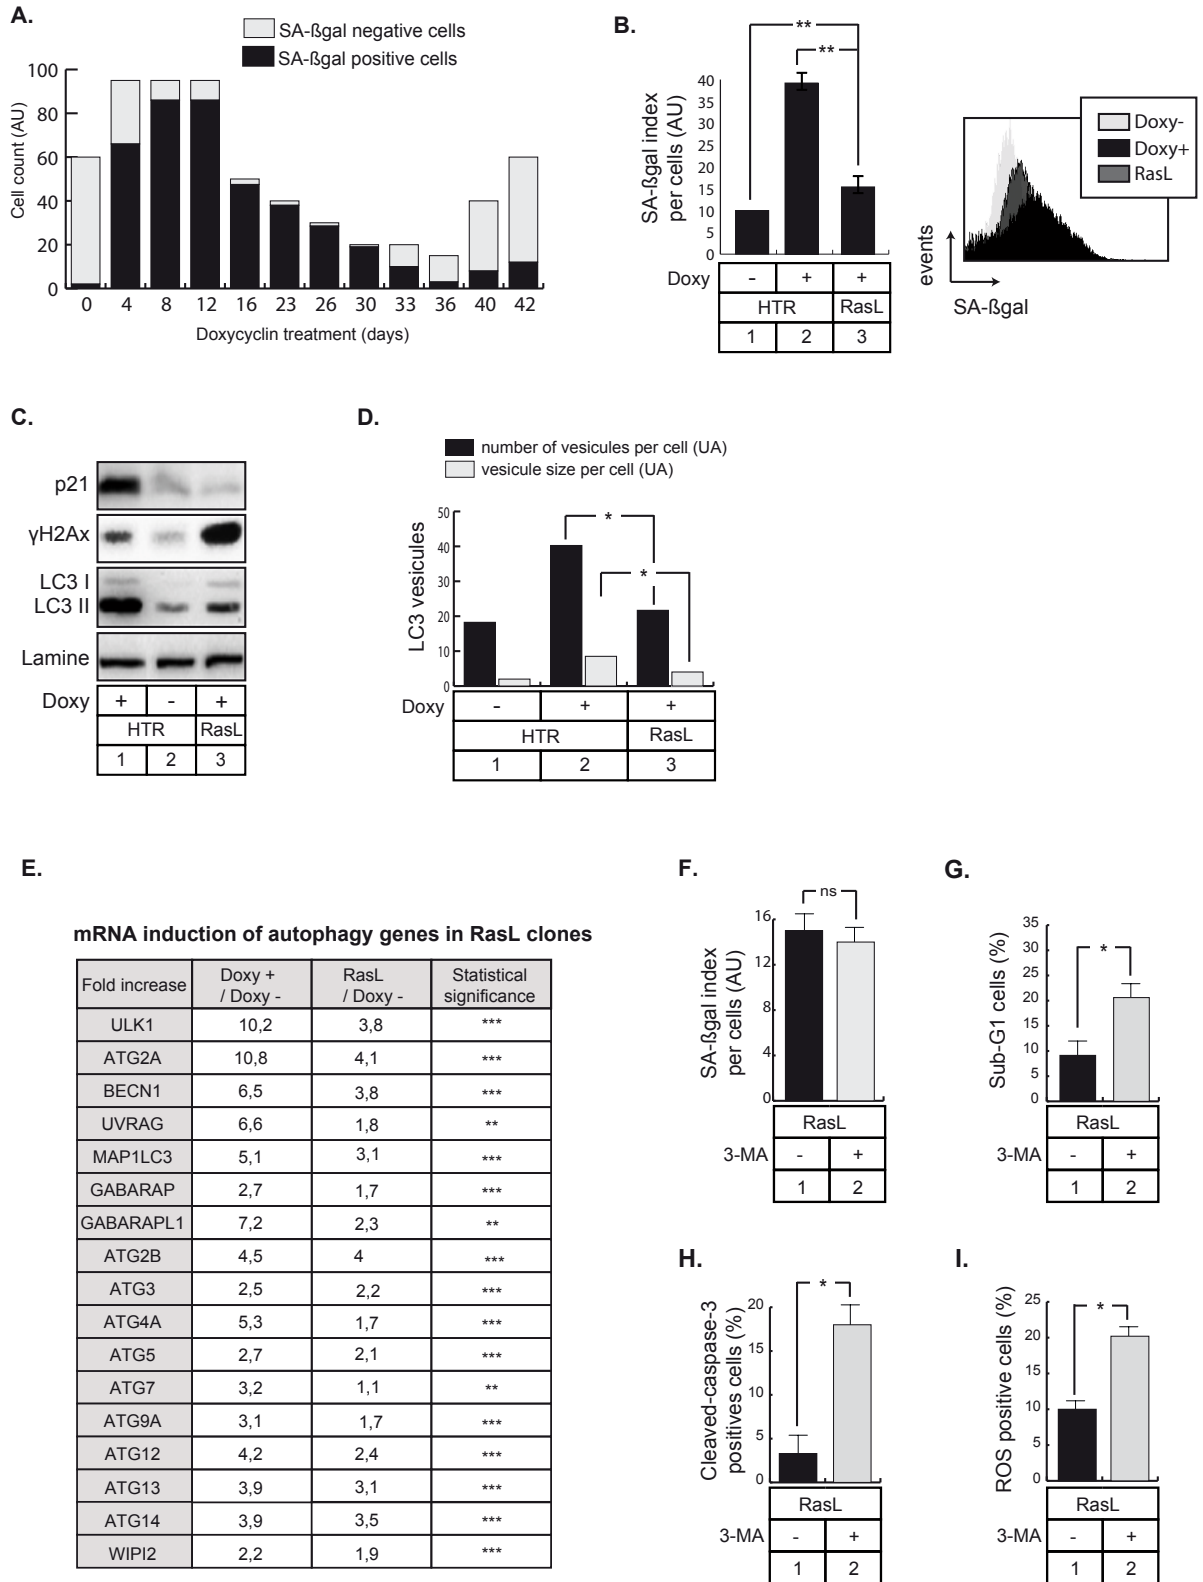 A.
SA-ßgal negative cells
SA-ßgal positive cells
Cell count (AU)
100
80
60
40
20
0
0 4 8 12 16 23 26 30 33 36 40 42
Doxycyclin treatment (days)
B.
SA-ßgal index
per cells (AU)
40
35
30
25
20
15
10
5
0
**
**
Doxy - + +
HTR RasL
1 2 3
Doxy-
Doxy+
RasL
events
SA-ßgal
C.
p21
γH2Ax
LC3 I
LC3 II
Lamine
Doxy + - +
HTR RasL
1 2 3
D.
number of vesicules per cell (UA)
vesicule size per cell (UA)
LC3 vesicules
50
40
30
20
10
0
*
*
Doxy - + +
HTR RasL
1 2 3
E.
mRNA induction of autophagy genes in RasL clones
Fold increase Doxy + / Doxy - RasL / Doxy - Statistical significance
ULK1 10,2 3,8 ***
ATG2A 10,8 4,1 ***
BECN1 6,5 3,8 ***
UVRAG 6,6 1,8 **
MAP1LC3 5,1 3,1 ***
GABARAP 2,7 1,7 ***
GABARAPL1 7,2 2,3 **
ATG2B 4,5 4 ***
ATG3 2,5 2,2 ***
ATG4A 5,3 1,7 ***
ATG5 2,7 2,1 ***
ATG7 3,2 1,1 **
ATG9A 3,1 1,7 ***
ATG12 4,2 2,4 ***
ATG13 3,9 3,1 ***
ATG14 3,9 3,5 ***
WIPI2 2,2 1,9 ***
F.
SA-ßgal index
per cells (AU)
16
12
8
4
0
ns
RasL
3-MA - +
1 2
G.
Sub-G1 cells (%)
35
30
25
20
15
10
5
0
*
RasL
3-MA - +
1 2
H.
Cleaved-caspase-3
positives cells (%)
20
15
10
5
0
*
RasL
3-MA - +
1 2
I.
ROS positive cells (%)
25
20
15
10
5
0
*
RasL
3-MA - +
1 2